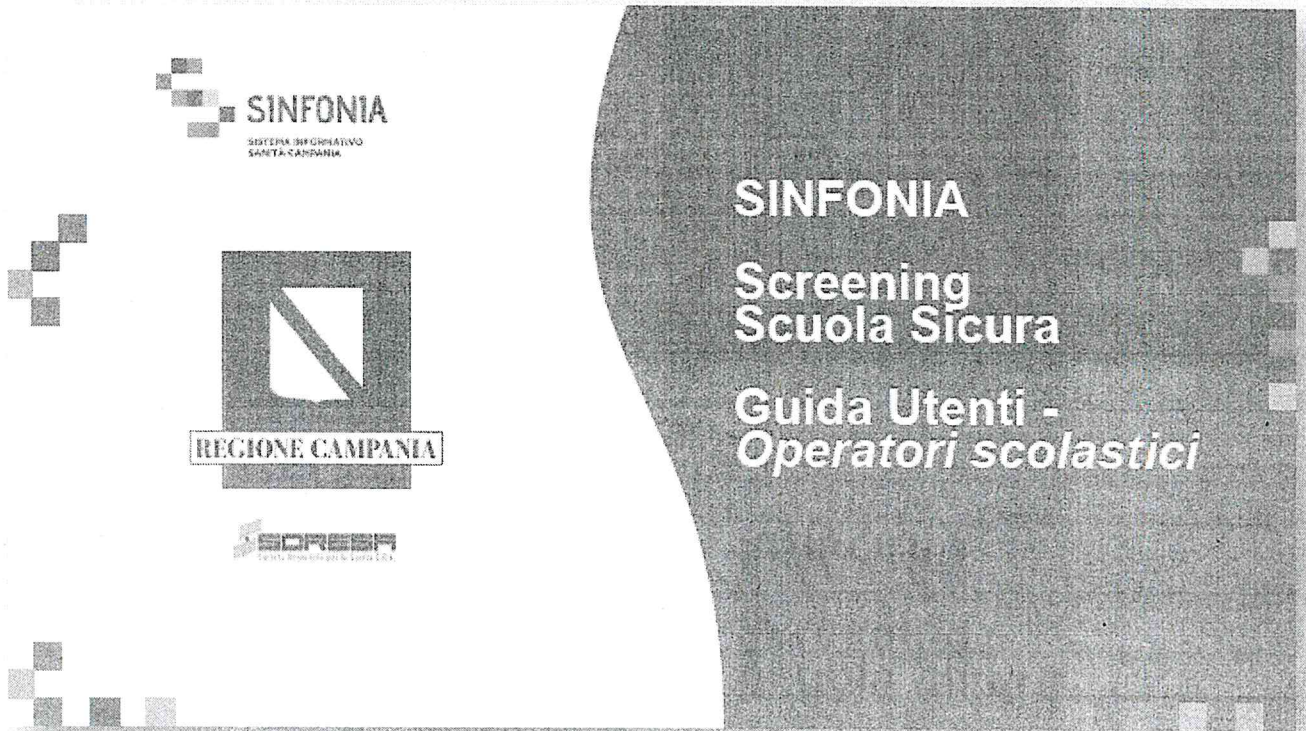 SINFONIA
SISTEMA INFORMATIVO
SANITÀ CAMPANIA
REGIONE CAMPANIA
SORESA
SINFONIA
Screening
Scuola Sicura
Guida Utenti -
Operatori scolastici